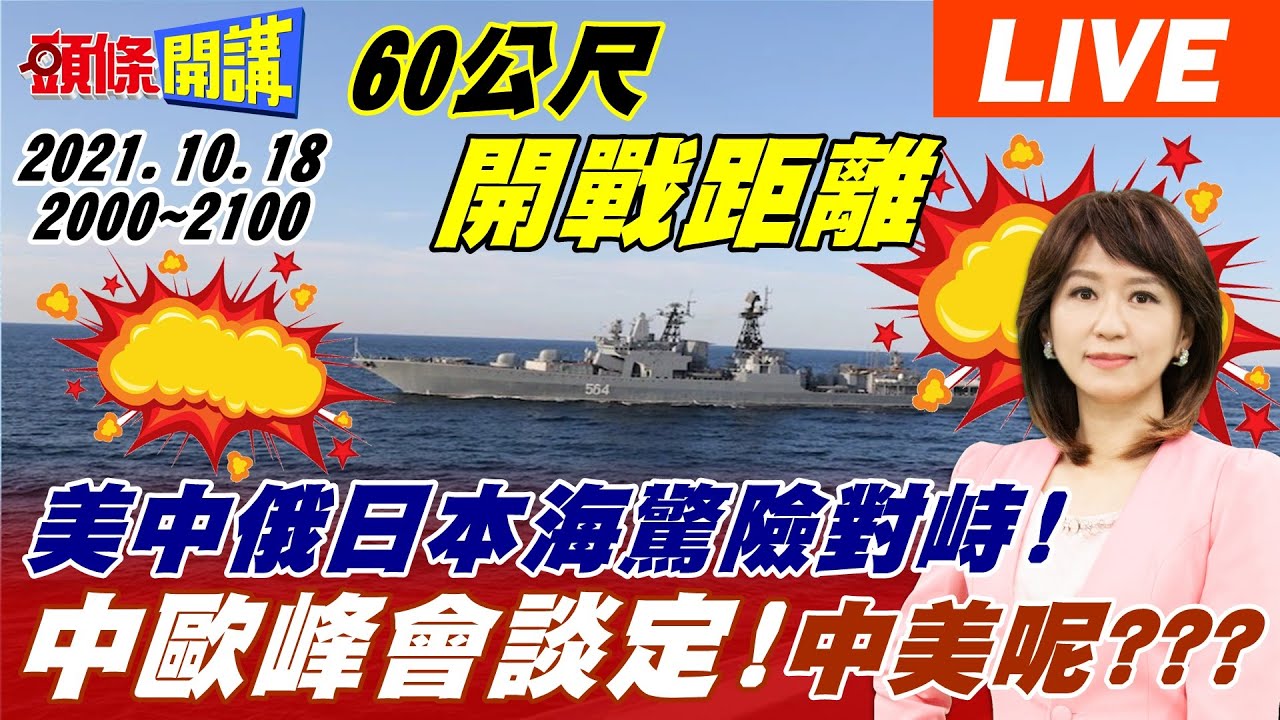 頭條開講
LIVE
60公尺
開戰距離
2021.10.18
2000~2100
564
美中俄日本海驚險對峙!
中歐峰會談定!中美呢???